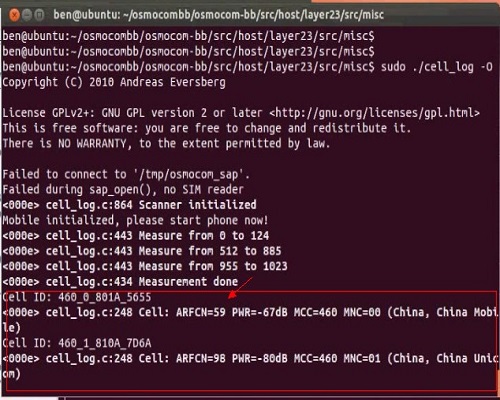 ben@ubuntu: ~/osmocombb/osmocom-bb/src/host/layer23/src/misc
ben@ubuntu:~/osmocombb/osmocom-bb/src/host/layer23/src/misc$
ben@ubuntu:~/osmocombb/osmocom-bb/src/host/layer23/src/misc$
ben@ubuntu:~/osmocombb/osmocom-bb/src/host/layer23/src/misc$ sudo ./cell_log -O
Copyright (C) 2010 Andreas Eversberg
License GPLv2+: GNU GPL version 2 or later <http://gnu.org/licenses/gpl.html>
This is free software: you are free to change and redistribute it.
There is NO WARRANTY, to the extent permitted by law.
Failed to connect to '/tmp/osmocom_sap'.
Failed during sap_open(), no SIM reader
<000e> cell_log.c:864 Scanner initialized
Mobile initialized, please start phone now!
<000e> cell_log.c:443 Measure from 0 to 124
<000e> cell_log.c:443 Measure from 512 to 885
<000e> cell_log.c:443 Measure from 955 to 1023
<000e> cell_log.c:434 Measurement done
Cell ID: 460_0_801A_5655
<000e> cell_log.c:248 Cell: ARFCN=59 PWR=-67dB MCC=460 MNC=00 (China, China Mobi
le)
Cell ID: 460_1_810A_7D6A
<000e> cell_log.c:248 Cell: ARFCN=98 PWR=-80dB MCC=460 MNC=01 (China, China Unic
om)